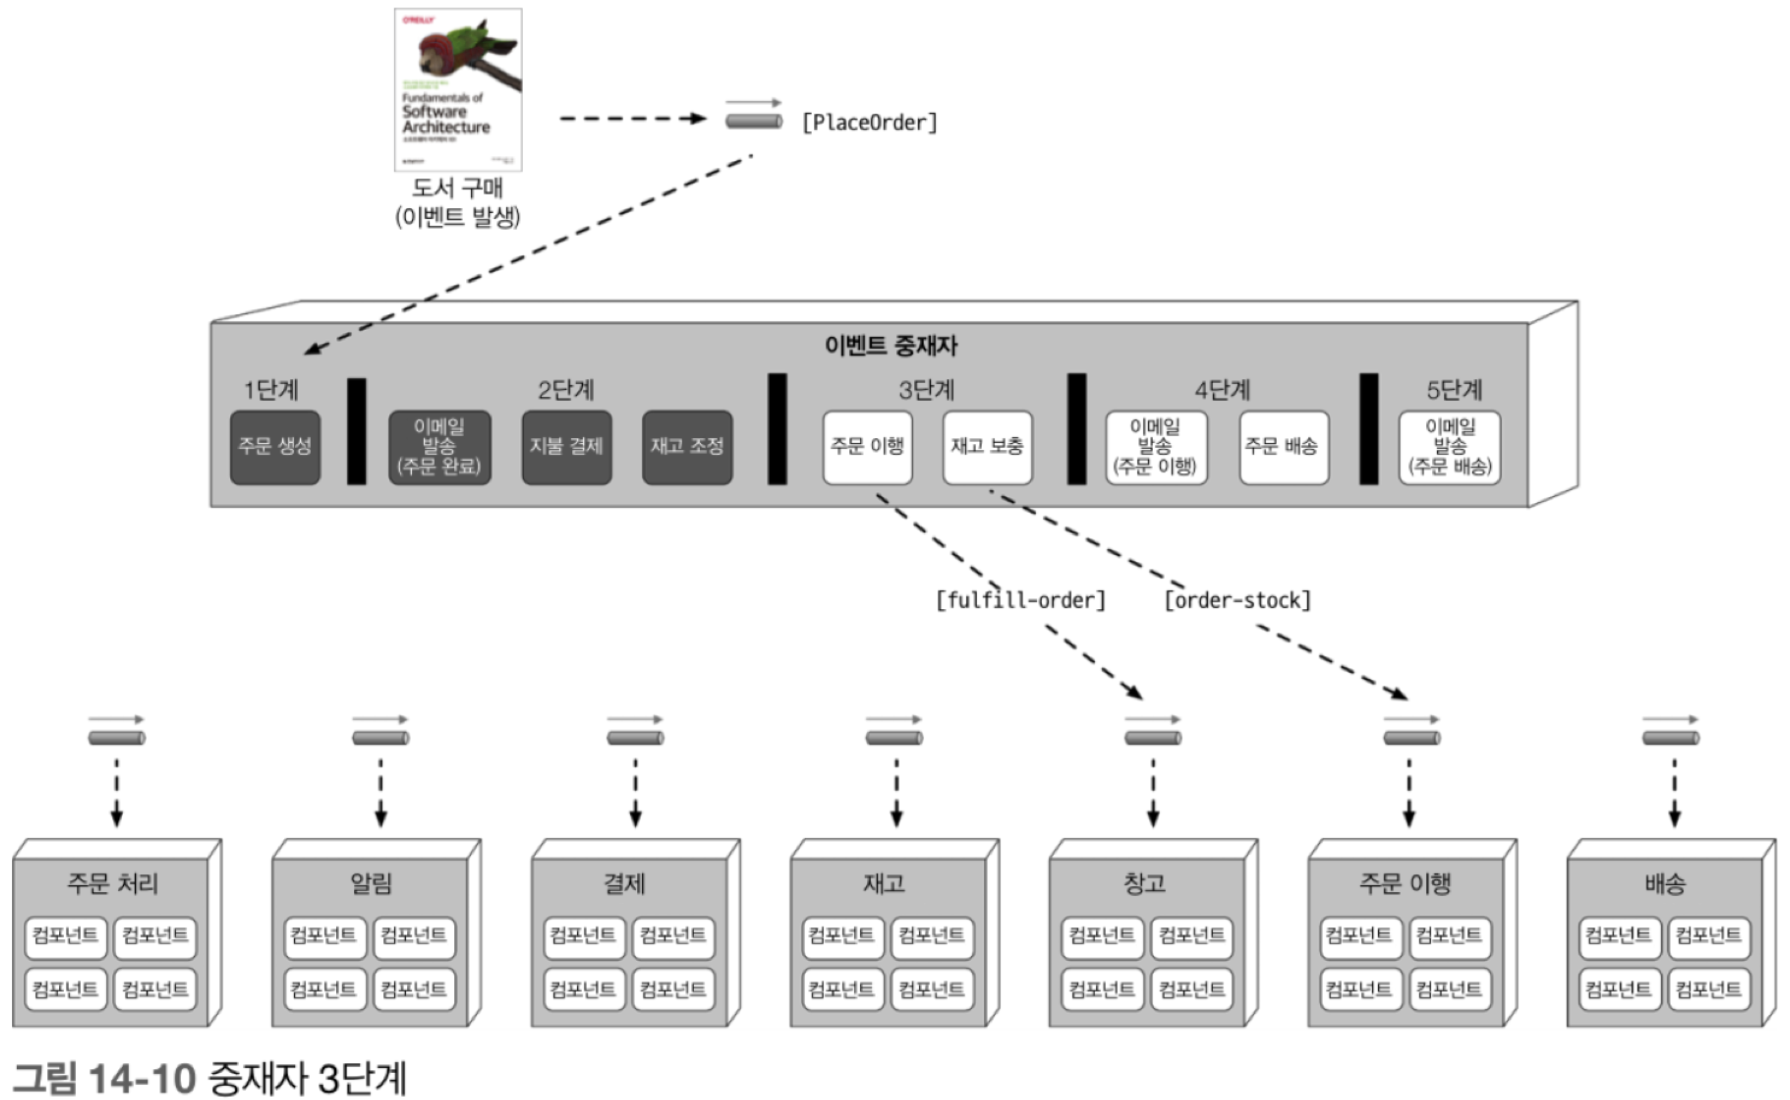 O'REILLY
Fundamentals of
Software
Architecture
[PlaceOrder]
도서 구매
(이벤트 발생)
이벤트 중재자
1단계
2단계
3단계
4단계
5단계
주문 생성
이메일
발송
(주문 완료)
지불 결제
재고 조정
주문 이행
재고 보충
이메일
발송
(주문 이행)
주문 배송
이메일
발송
(주문 배송)
[fulfill-order]
[order-stock]
주문 처리
컴포넌트 컴포넌트
컴포넌트 컴포넌트
알림
컴포넌트 컴포넌트
컴포넌트 컴포넌트
결제
컴포넌트 컴포넌트
컴포넌트 컴포넌트
재고
컴포넌트 컴포넌트
컴포넌트 컴포넌트
창고
컴포넌트 컴포넌트
컴포넌트 컴포넌트
주문 이행
컴포넌트 컴포넌트
컴포넌트 컴포넌트
배송
컴포넌트 컴포넌트
컴포넌트 컴포넌트
그림 14-10 중재자 3단계